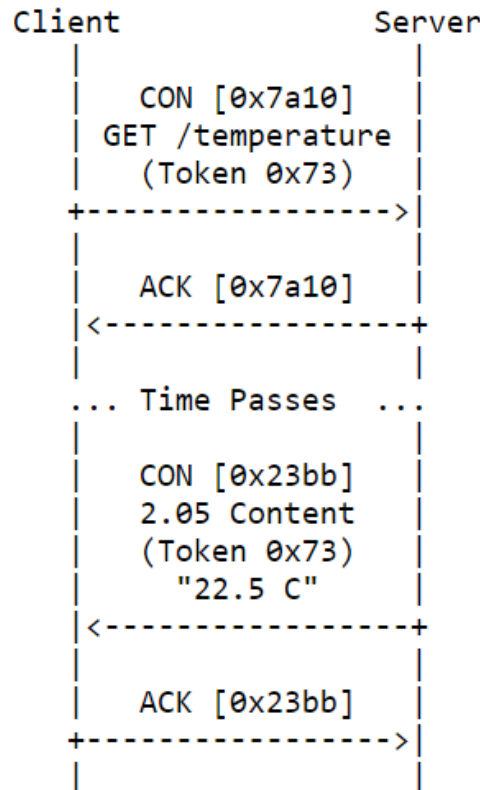 Client Server
CON [0x7a10]
GET /temperature
(Token 0x73)
ACK [0x7a10]
... Time Passes ...
CON [0x23bb]
2.05 Content
(Token 0x73)
"22.5 C"
ACK [0x23bb]